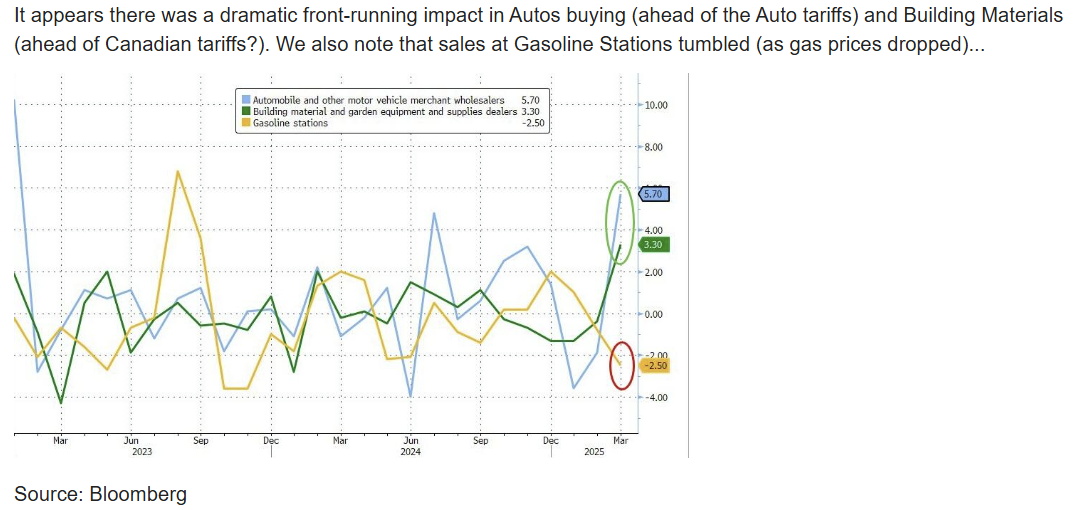 It appears there was a dramatic front-running impact in Autos buying (ahead of the Auto tariffs) and Building Materials
(ahead of Canadian tariffs?). We also note that sales at Gasoline Stations tumbled (as gas prices dropped)...
Automobile and other motor vehicle merchant wholesalers 5.70
Building material and garden equipment and supplies dealers 3.30
Gasoline stations -2.50
10.00
8.00
5.70
4.00
3.30
2.00
0.00
-2.00
-2.50
-4.00
Mar Jun Sep Dec Mar Jun Sep Dec Mar
2023 2024 2025
Source: Bloomberg